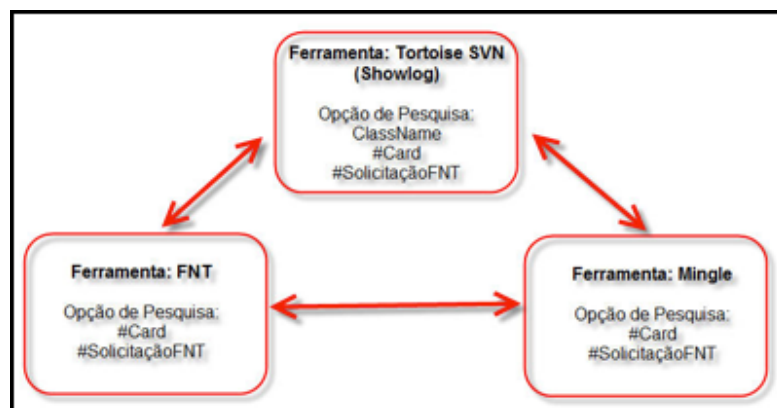 Ferramenta: Tortoise SVN
(Showlog)
Opção de Pesquisa:
ClassName
#Card
#SolicitaçãoFNT
Ferramenta: FNT
Opção de Pesquisa:
#Card
#SolicitaçãoFNT
Ferramenta: Mingle
Opção de Pesquisa:
#Card
#SolicitaçãoFNT